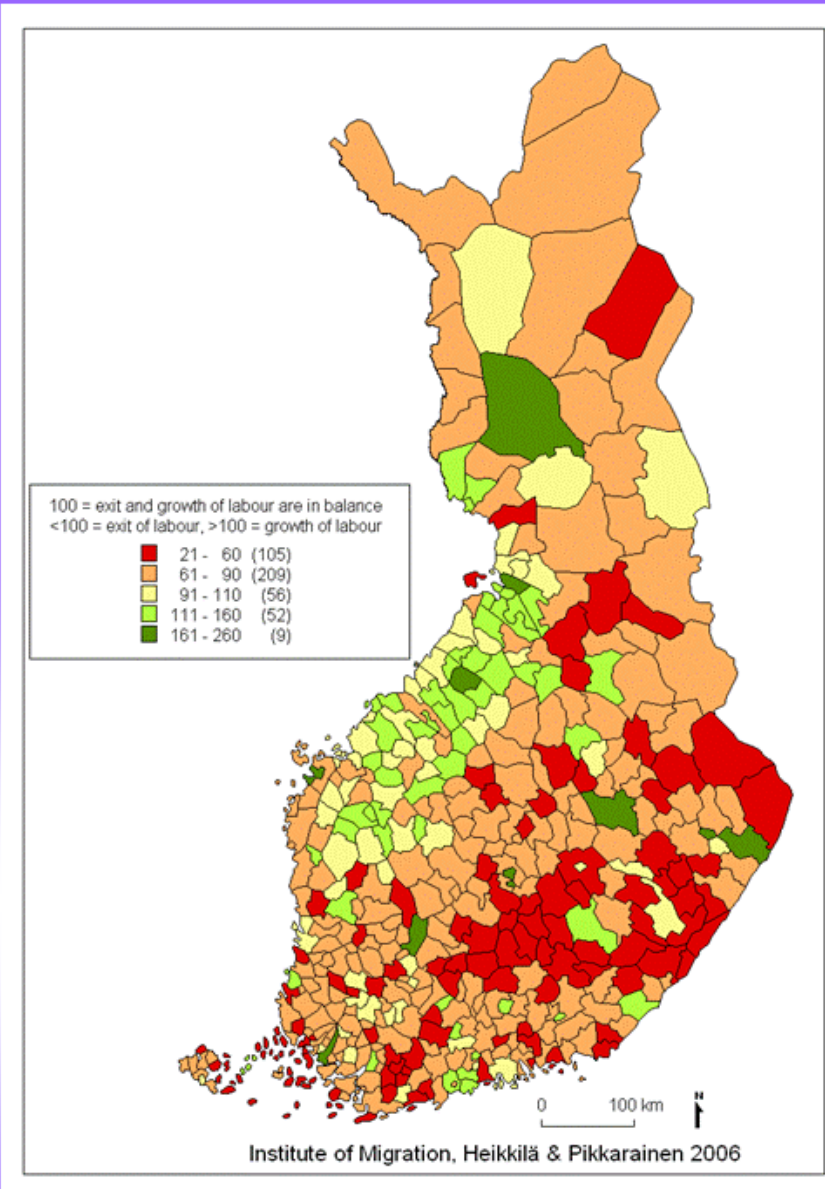 100 = exit and growth of labour are in balance
<100 = exit of labour, >100 = growth of labour
21 - 60 (105)
61 - 90 (209)
91 - 110 (56)
111 - 160 (52)
161 - 260 (9)
N
0 100 km
Institute of Migration, Heikkilä & Pikkarainen 2006